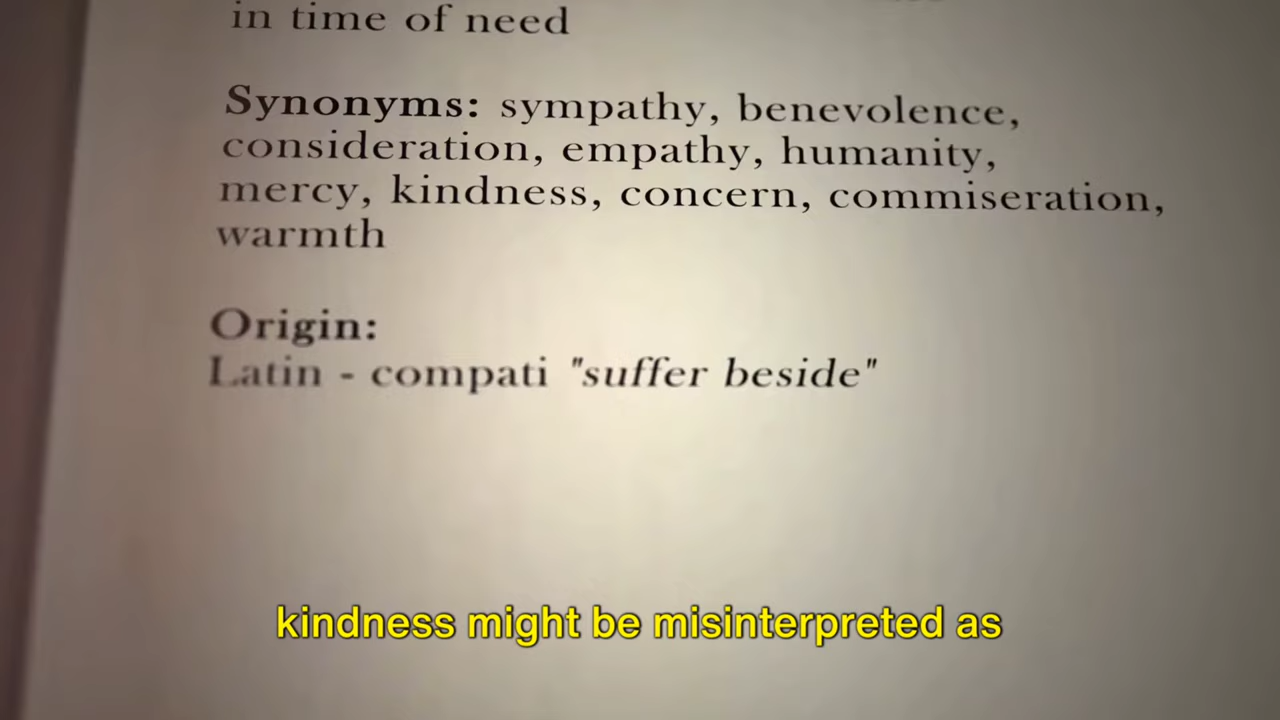 in time of need
Synonyms: sympathy, benevolence,
consideration, empathy, humanity,
mercy, kindness, concern, commiseration,
warmth
Origin:
Latin - compati "suffer beside"
kindness might be misinterpreted as